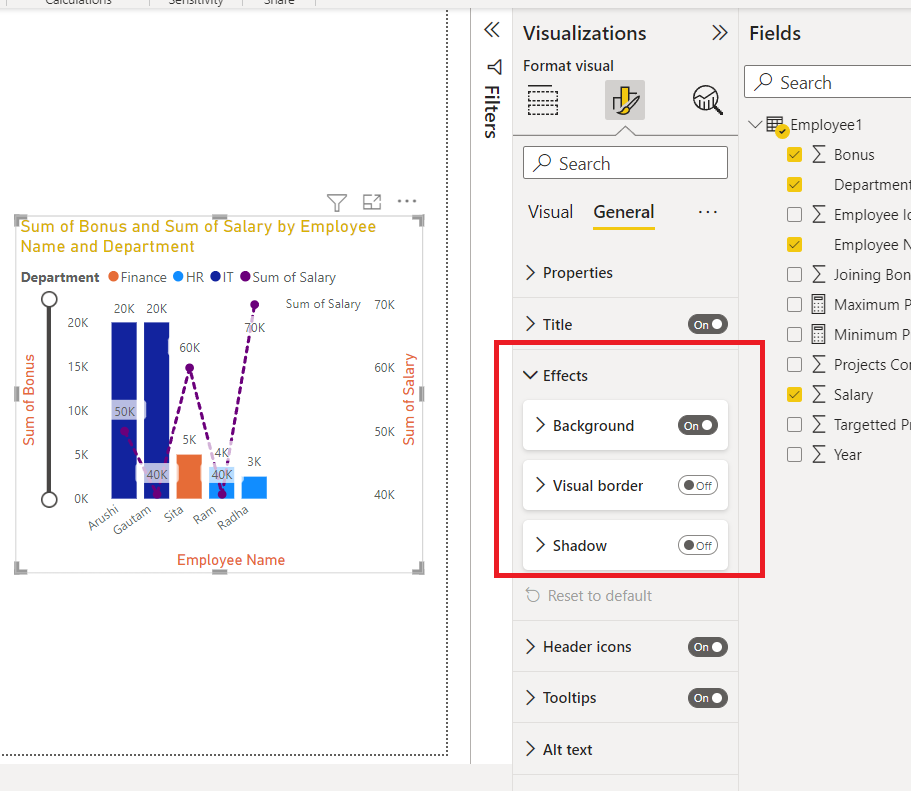 Calculations
Sensitivity
Share
Sum of Bonus and Sum of Salary by Employee
Name and Department
Department Finance HR IT Sum of Salary
Sum of Bonus
20K
15K
10K
5K
0K
20K
20K
60K
70K
50K
5K
40K
4K
40K
3K
Sum of Salary
70K
60K
50K
40K
Sum of Salary
Arushi
Gautam
Sita
Ram
Radha
Employee Name
Filters
Visualizations
Format visual
Search
Visual
General
...
Properties
Title On
Effects
Background On
Visual border Off
Shadow Off
Reset to default
Header icons On
Tooltips On
Alt text
Fields
Search
Employee1
Bonus
Department
Employee Ic
Employee N
Joining Bon
Maximum P
Minimum P
Projects Co
Salary
Targetted P
Year